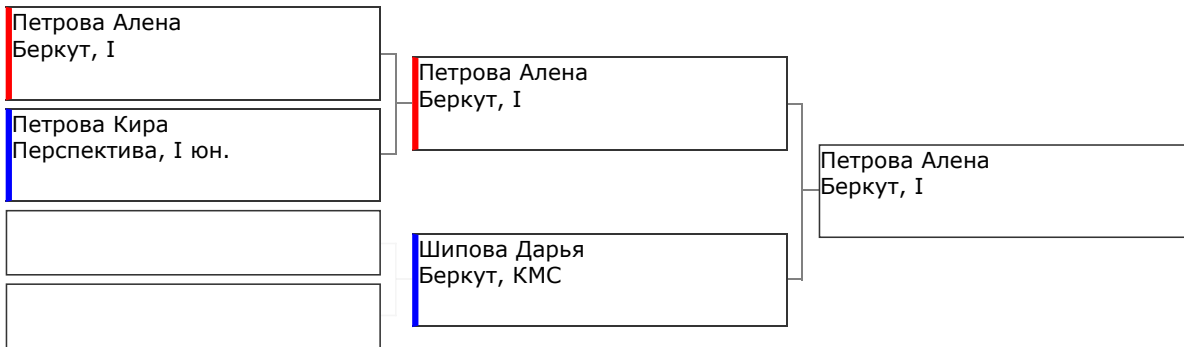 Петрова Алена
Беркут, I
Петрова Кира
Перспектива, I юн.
Петрова Алена
Беркут, I
Шипова Дарья
Беркут, КМС
Петрова Алена
Беркут, I